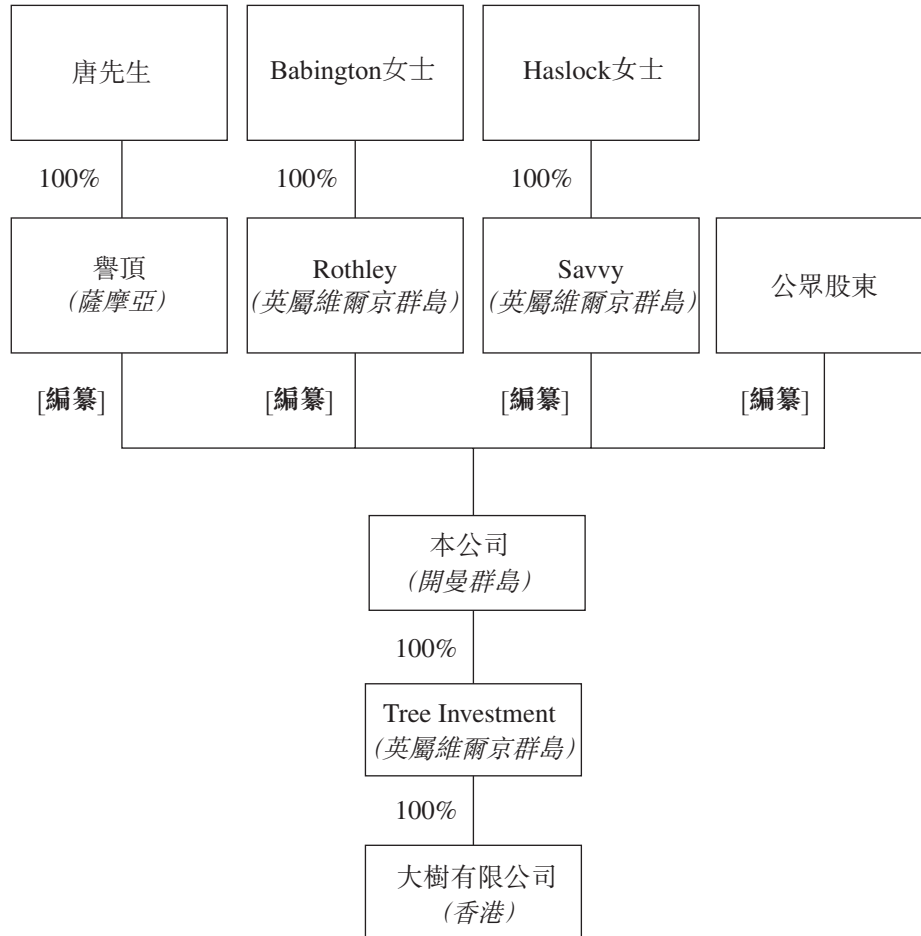 唐先生
Babington女士
Haslock女士
100%
100%
100%
譽頂
(薩摩亞)
Rothley
(英屬維爾京群島)
Savvy
(英屬維爾京群島)
公眾股東
[編纂]
[編纂]
[編纂]
[編纂]
本公司
(開曼群島)
100%
Tree Investment
(英屬維爾京群島)
100%
大樹有限公司
(香港)